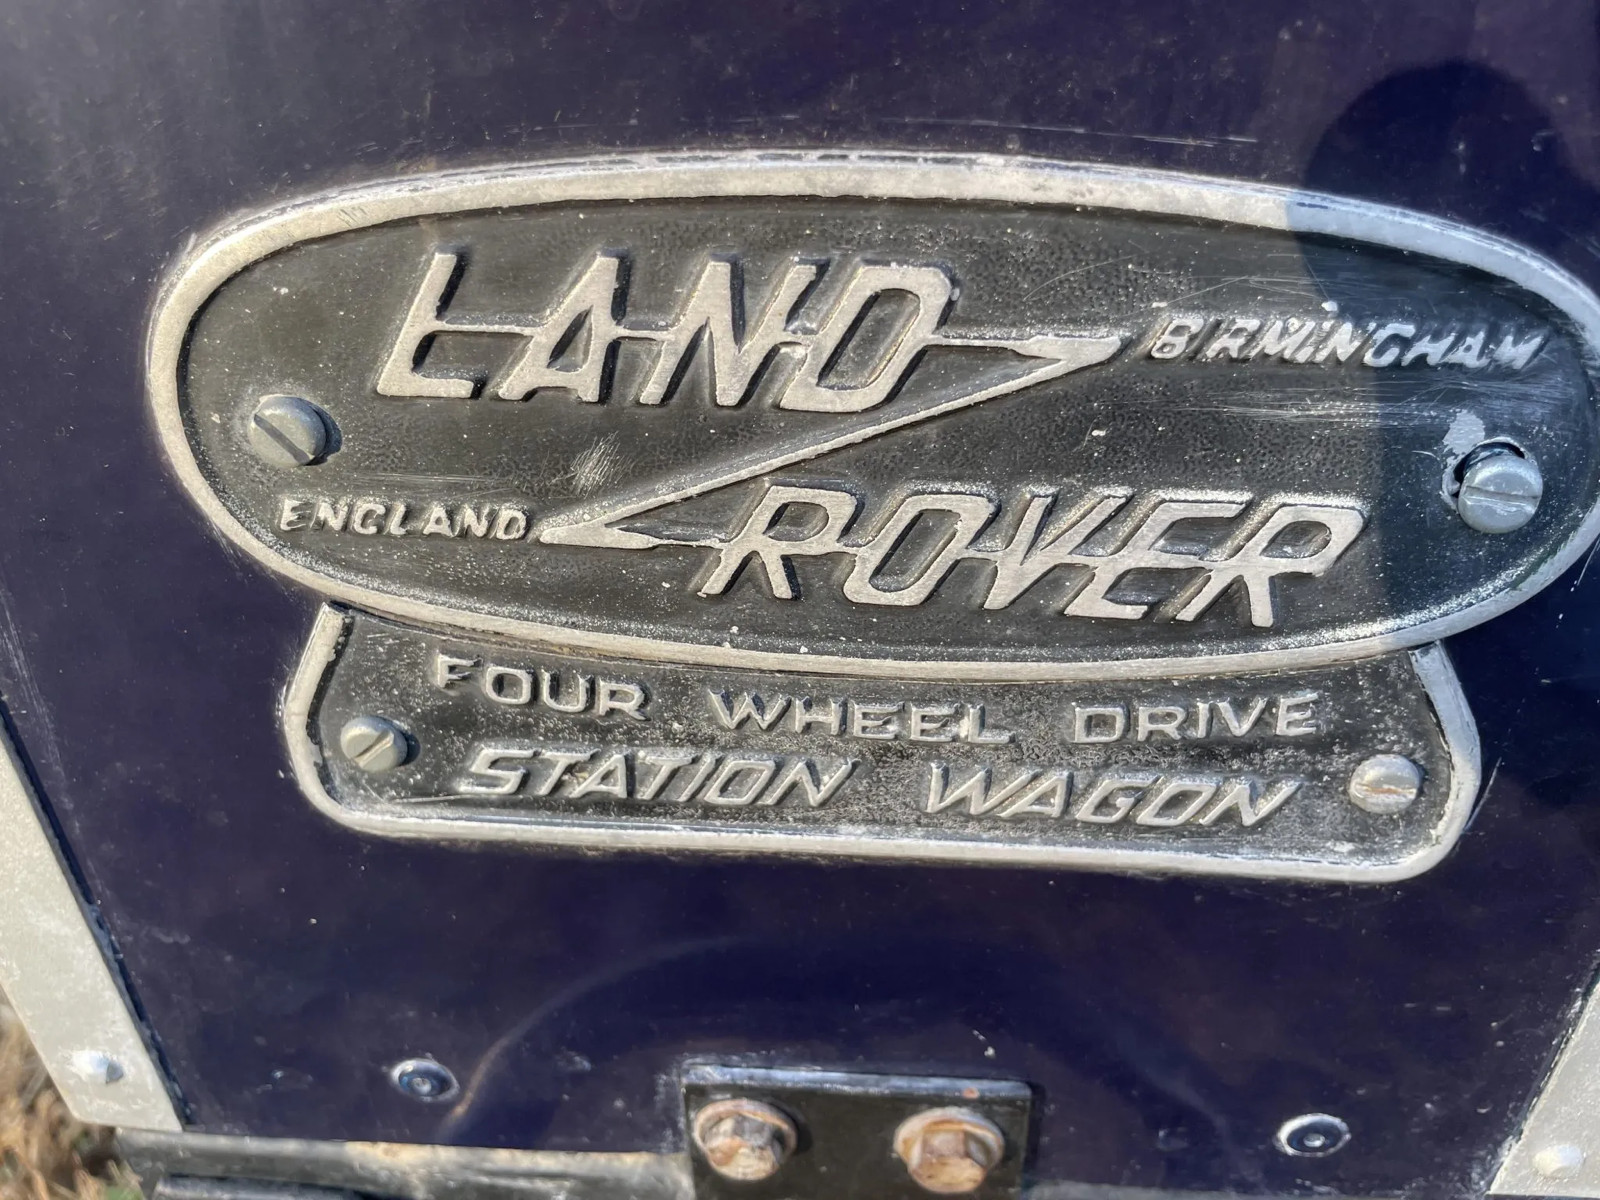 LAND
BIRMINGHAM
ENGLAND
ROVER
FOUR WHEEL DRIVE
STATION WAGON